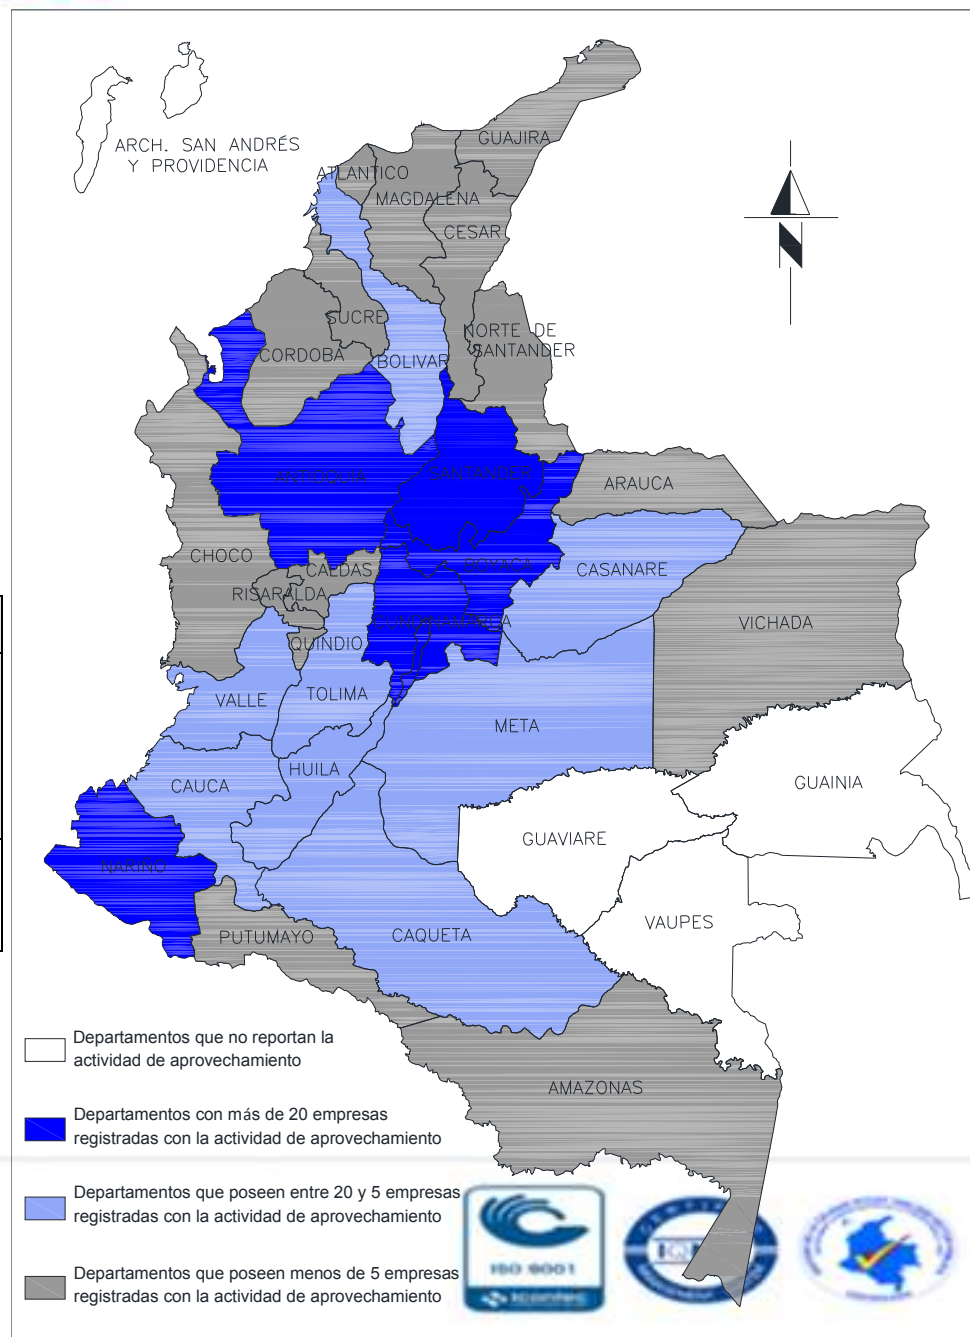 ARCH. SAN ANDRÉS
Y PROVIDENCIA
GUAJIRA
ATLANTICO
MAGDALENA
CESAR
SUCRE
NORTE DE
SANTANDER
CORDOBA
BOLIVAR
ANTIOQUIA
SANTANDER
ARAUCA
CHOCO
CALDAS
BOYACA
CASANARE
RISARALDA
CUNDINAMARCA
VICHADA
QUINDIO
VALLE
TOLIMA
META
HUILA
CAUCA
GUAINIA
GUAVIARE
NARIÑO
VAUPES
PUTUMAYO
CAQUETA
AMAZONAS
Departamentos que no reportan la
actividad de aprovechamiento
Departamentos con más de 20 empresas
registradas con la actividad de aprovechamiento
Departamentos que poseen entre 20 y 5 empresas
registradas con la actividad de aprovechamiento
Departamentos que poseen menos de 5 empresas
registradas con la actividad de aprovechamiento
ISO 9001
icontec